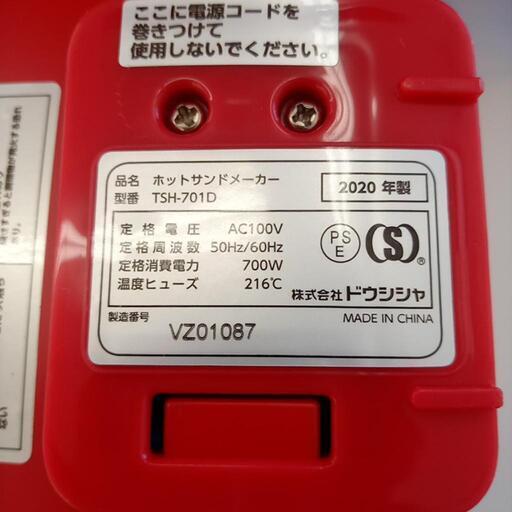 ここに電源コードを
巻きつけて
使用しないでください。
品名 ホットサンドメーカー
型番 TSH-701D
2020 年製
定格電圧 AC100V
定格周波数 50Hz/60Hz
定格消費電力 700W
温度ヒューズ 216℃
PS
E
(S)®
株式会社ドウシシャ
製造番号 VZ01087
MADE IN CHINA